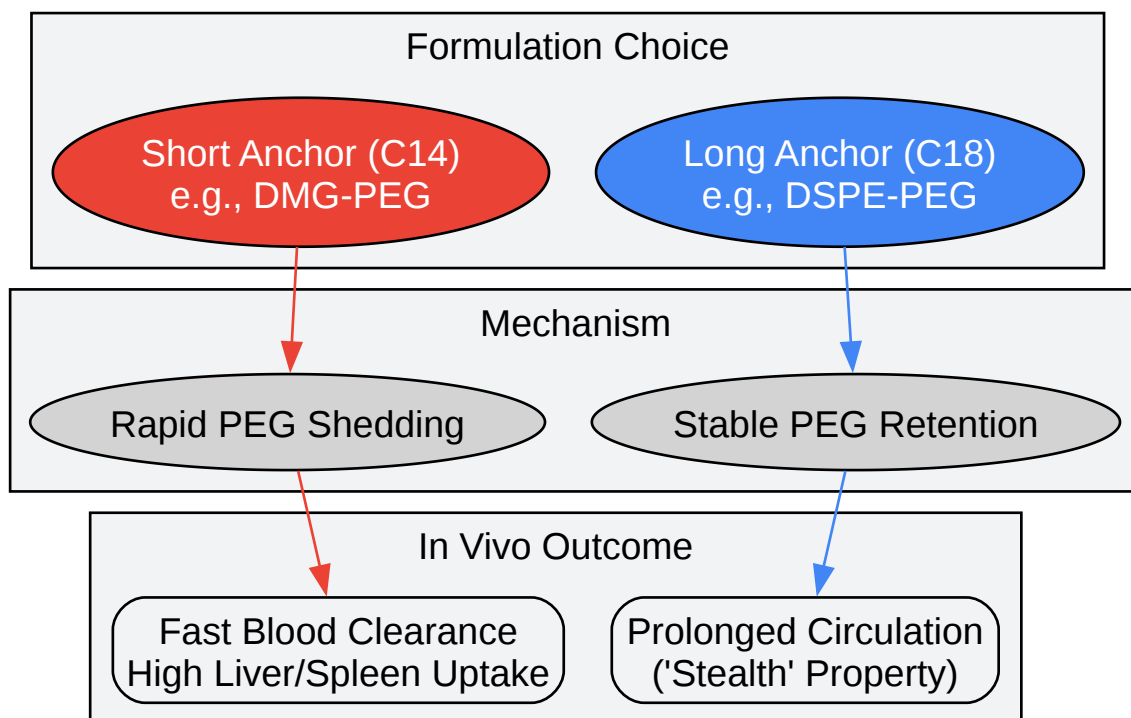 Formulation Choice
Short Anchor (C14)
e.g., DMG-PEG
Long Anchor (C18)
e.g., DSPE-PEG
Mechanism
Rapid PEG Shedding
Stable PEG Retention
In Vivo Outcome
Fast Blood Clearance
High Liver/Spleen Uptake
Prolonged Circulation
('Stealth' Property)